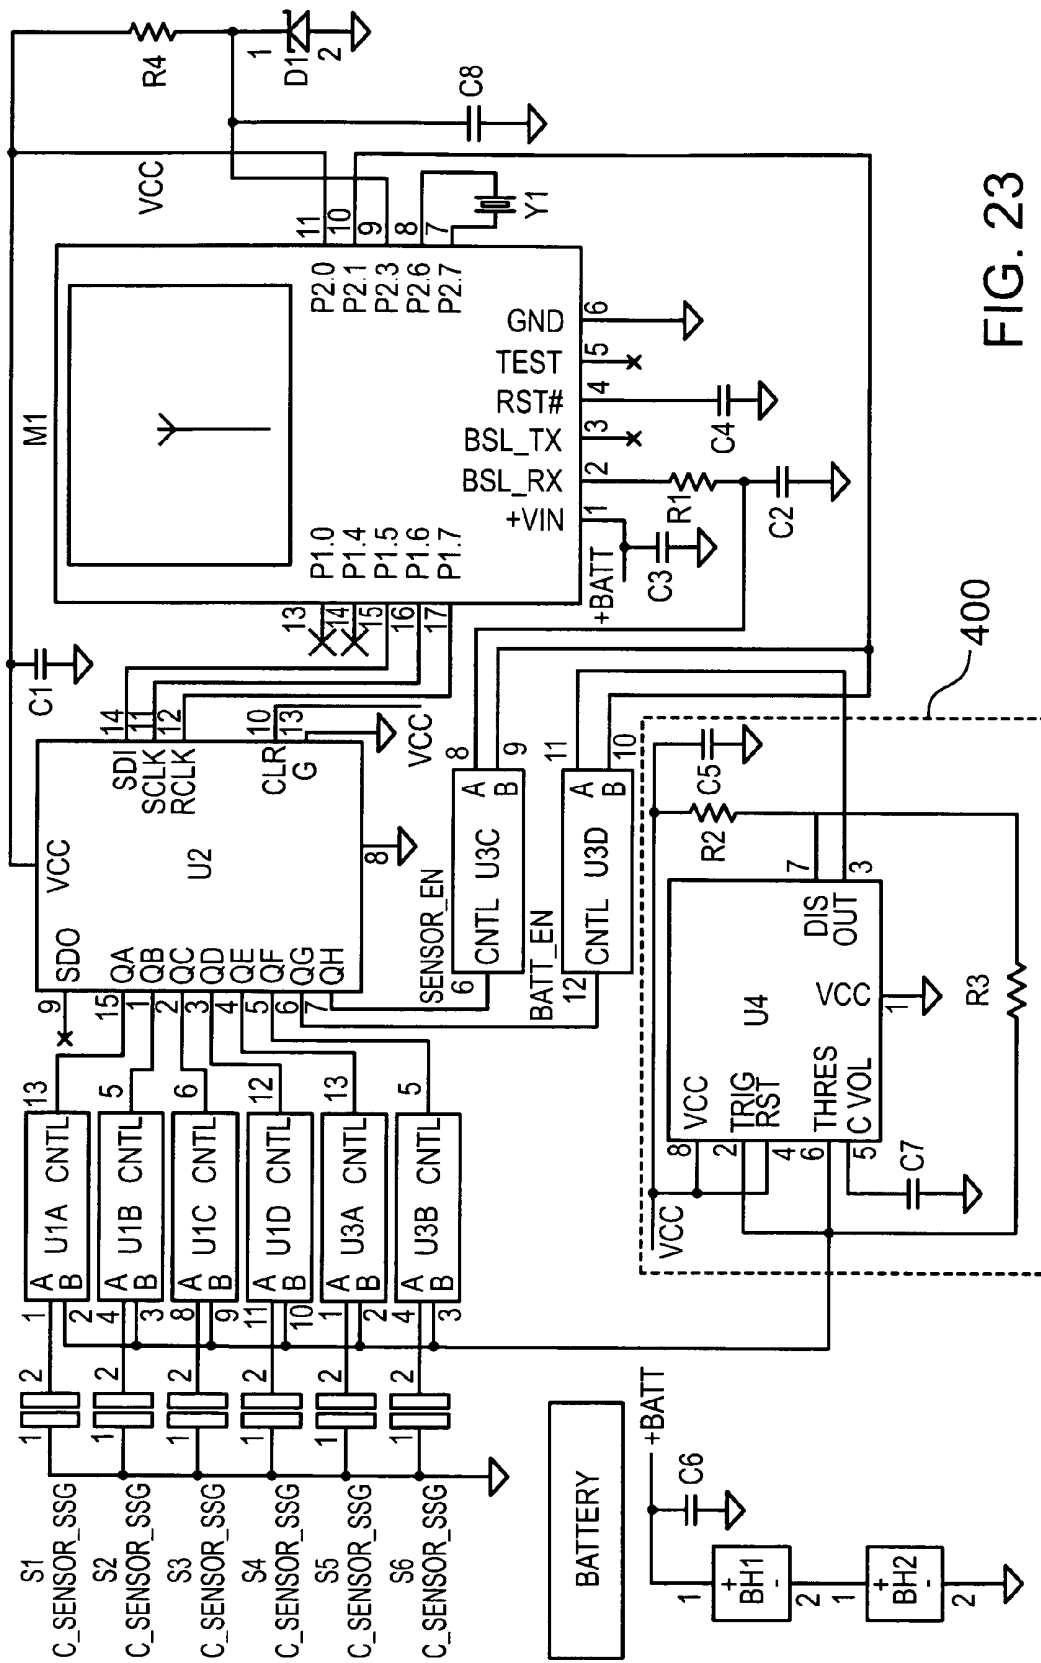 S1
C_SENSOR_SSG
S2
C_SENSOR_SSG
S3
C_SENSOR_SSG
S4
C_SENSOR_SSG
S5
C_SENSOR_SSG
S6
C_SENSOR_SSG
1 2
1 2
1 2
1 2
1 2
1 2
1 A U1A CNTL 13
2 B
4 A U1B CNTL 5
3 B
8 A U1C CNTL 6
9 B
11 A U1D CNTL 12
10 B
1 A U3A CNTL 13
2 B
4 A U3B CNTL 5
3 B
9 SDO
15 QA
1 QB
2 QC
3 QD
4 QE
5 QF
6 QG
7 QH
VCC
U2
8
SDI 14
SCLK 11
RCLK 12
CLR 10
G 13
VCC
C1
M1
13 P1.0
14 P1.4
15 P1.5
16 P1.6
17 P1.7
P2.0 11
P2.1 10
P2.3 9
P2.6 8
P2.7 7
+VIN 1
BSL_RX 2
BSL_TX 3
RST# 4
TEST 5
GND 6
VCC
R4
1
D1
2
C8
Y1
+BATT
C3
R1
C2
C4
SENSOR_EN
6 CNTL U3C A 8
B 9
BATT_EN
12 CNTL U3D A 11
B 10
400
VCC
8 VCC
2 TRIG
4 RST
6 THRES
5 C VOL
U4
VCC
1
DIS 7
OUT 3
R2
C5
C7
R3
BATTERY
+BATT
C6
1
+
BH1
-
2
1
+
BH2
-
2
FIG. 23